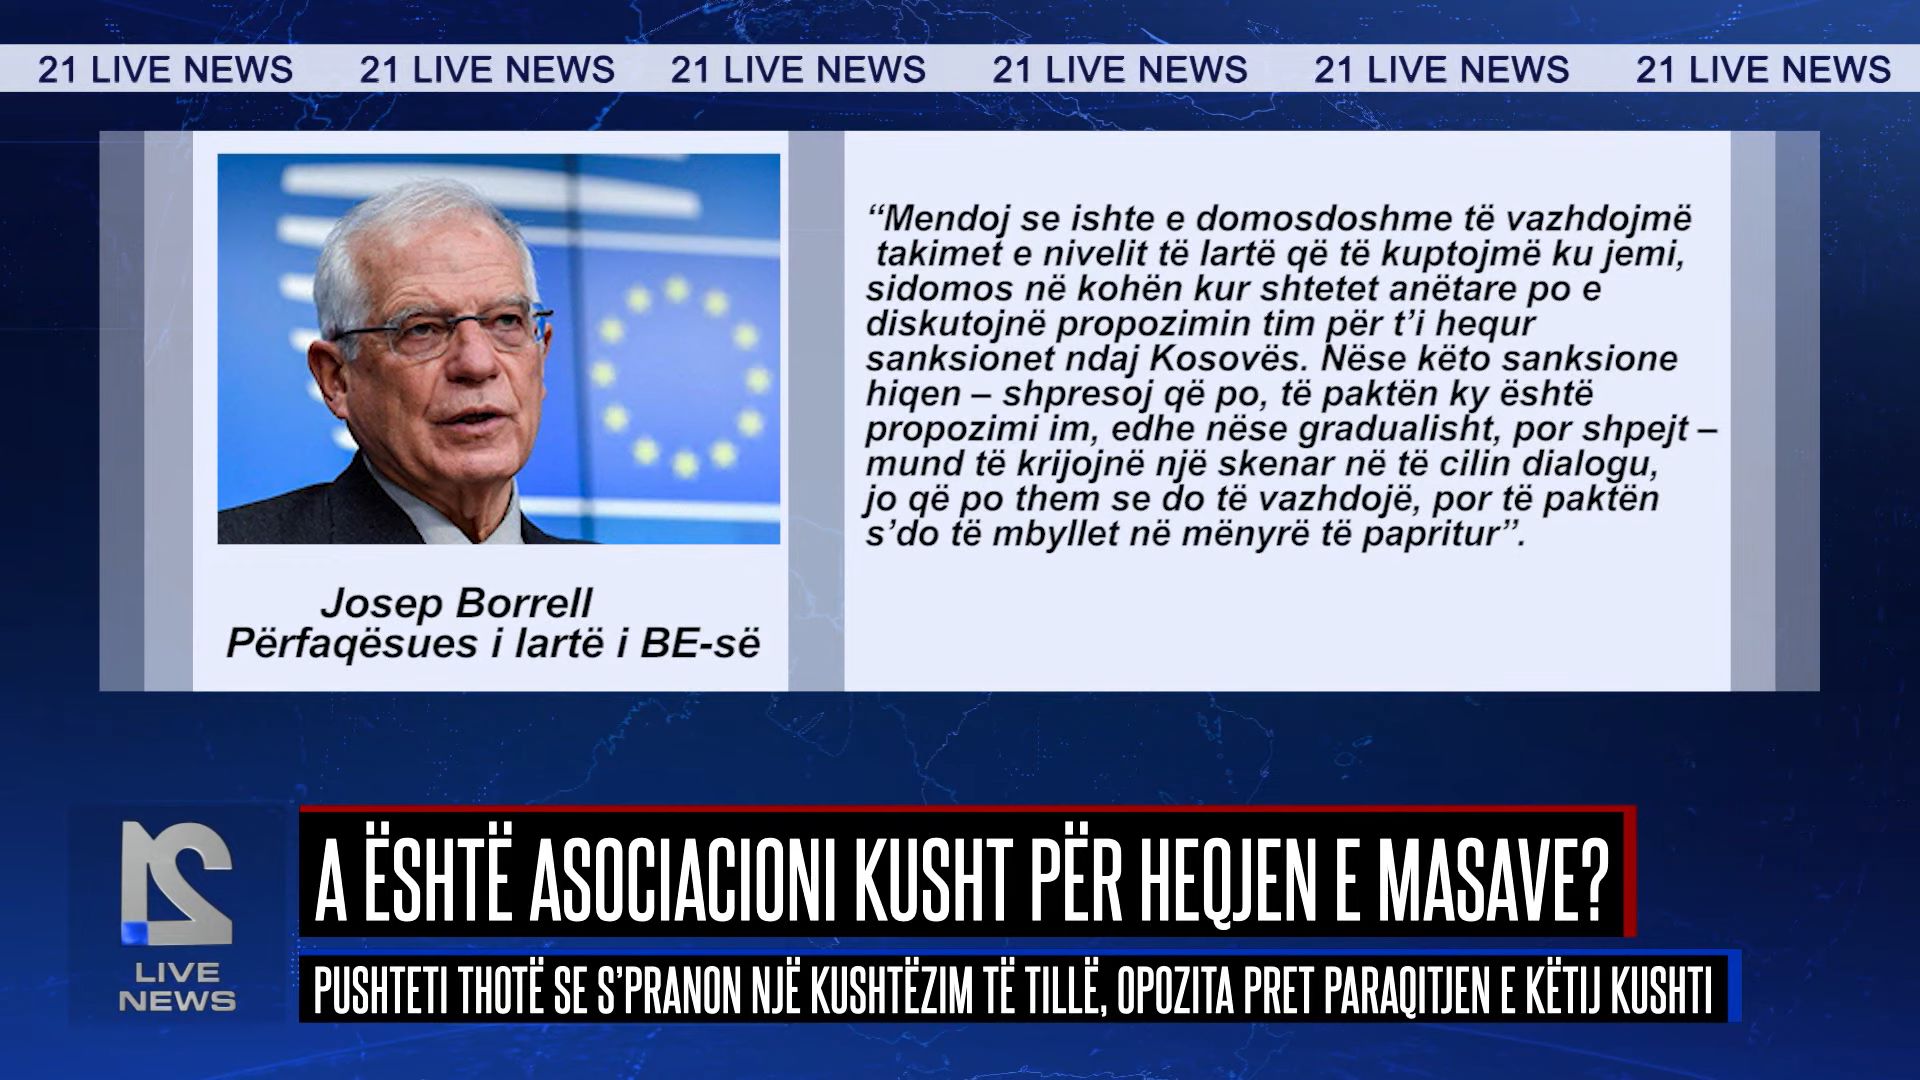 21 LIVE NEWS 21 LIVE NEWS 21 LIVE NEWS 21 LIVE NEWS 21 LIVE NEWS 21 LIVE NEWS
Josep Borrell
Përfaqësues i lartë i BE-së
“Mendoj se ishte e domosdoshme të vazhdojmë
takimet e nivelit të lartë që të kuptojmë ku jemi,
sidomos në kohën kur shtetet anëtare po e
diskutojnë propozimin tim për t’i hequr
sanksionet ndaj Kosovës. Nëse këto sanksione
hiqen – shpresoj që po, të paktën ky është
propozimi im, edhe nëse gradualisht, por shpejt –
mund të krijojnë një skenar në të cilin dialogu,
jo që po them se do të vazhdojë, por të paktën
s’do të mbyllet në mënyrë të papritur”.
21
LIVE
NEWS
A ËSHTË ASOCIACIONI KUSHT PËR HEQJEN E MASAVE?
PUSHTETI THOTË SE S’PRANON NJË KUSHTËZIM TË TILLË, OPOZITA PRET PARAQITJEN E KËTIJ KUSHTI